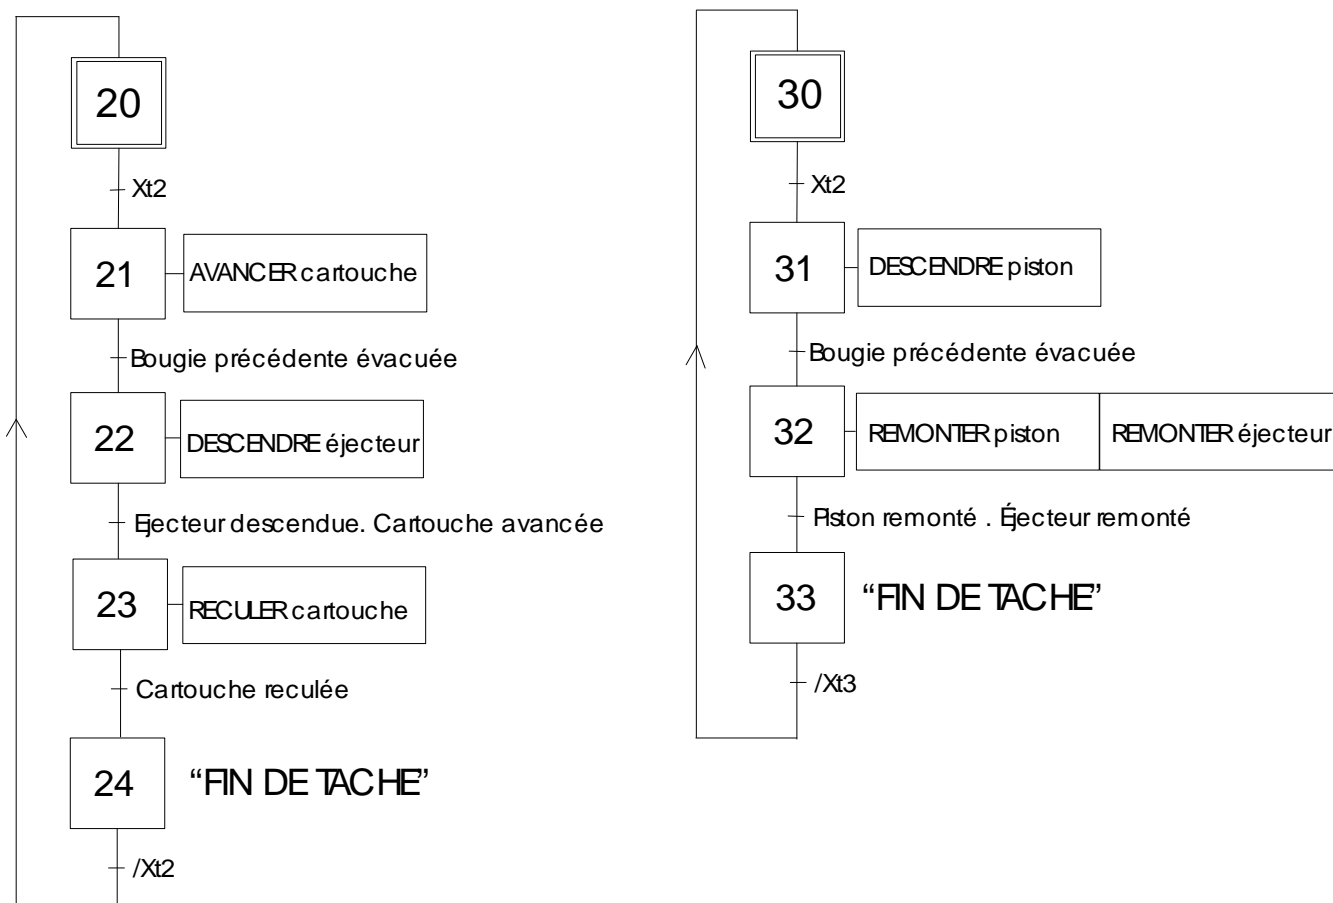 20
Xt2
21
AVANCER cartouche
Bougie précédente évacuée
22
DESCENDRE éjecteur
Ejecteur descendue. Cartouche avancée
23
RECULER cartouche
Cartouche reculée
24
“FIN DE TACHE”
/Xt2
30
Xt2
31
DESCENDRE piston
Bougie précédente évacuée
32
REMONTER piston
REMONTER éjecteur
Piston remonté . Éjecteur remonté
33
“FIN DE TACHE”
/Xt3